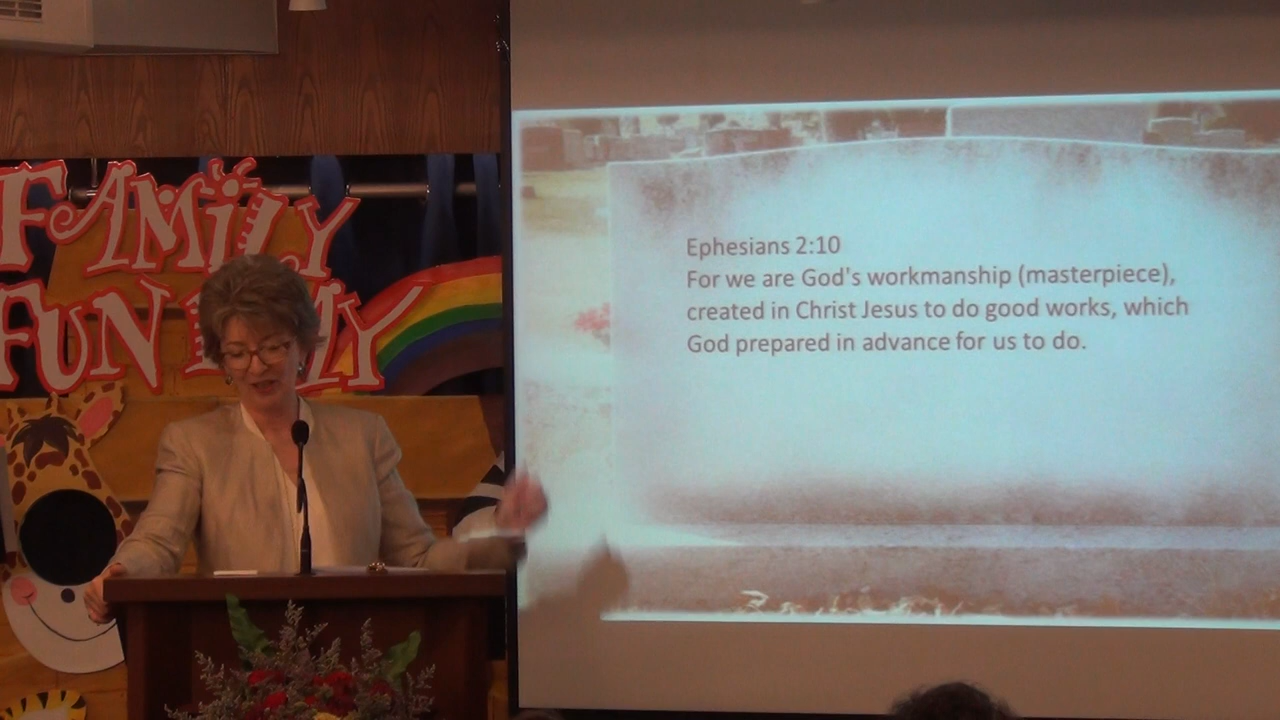 FAMILY
FUN DAY
Ephesians 2:10
For we are God's workmanship (masterpiece),
created in Christ Jesus to do good works, which
God prepared in advance for us to do.